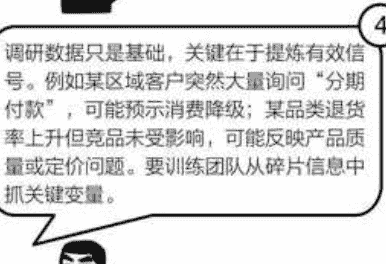 4
调研数据只是基础，关键在于提炼有效信
号。例如某区域客户突然大量询问“分期
付款”，可能预示消费降级；某品类退货
率上升但竞品未受影响，可能反映产品质
量或定价问题。要训练团队从碎片信息中
抓关键变量。